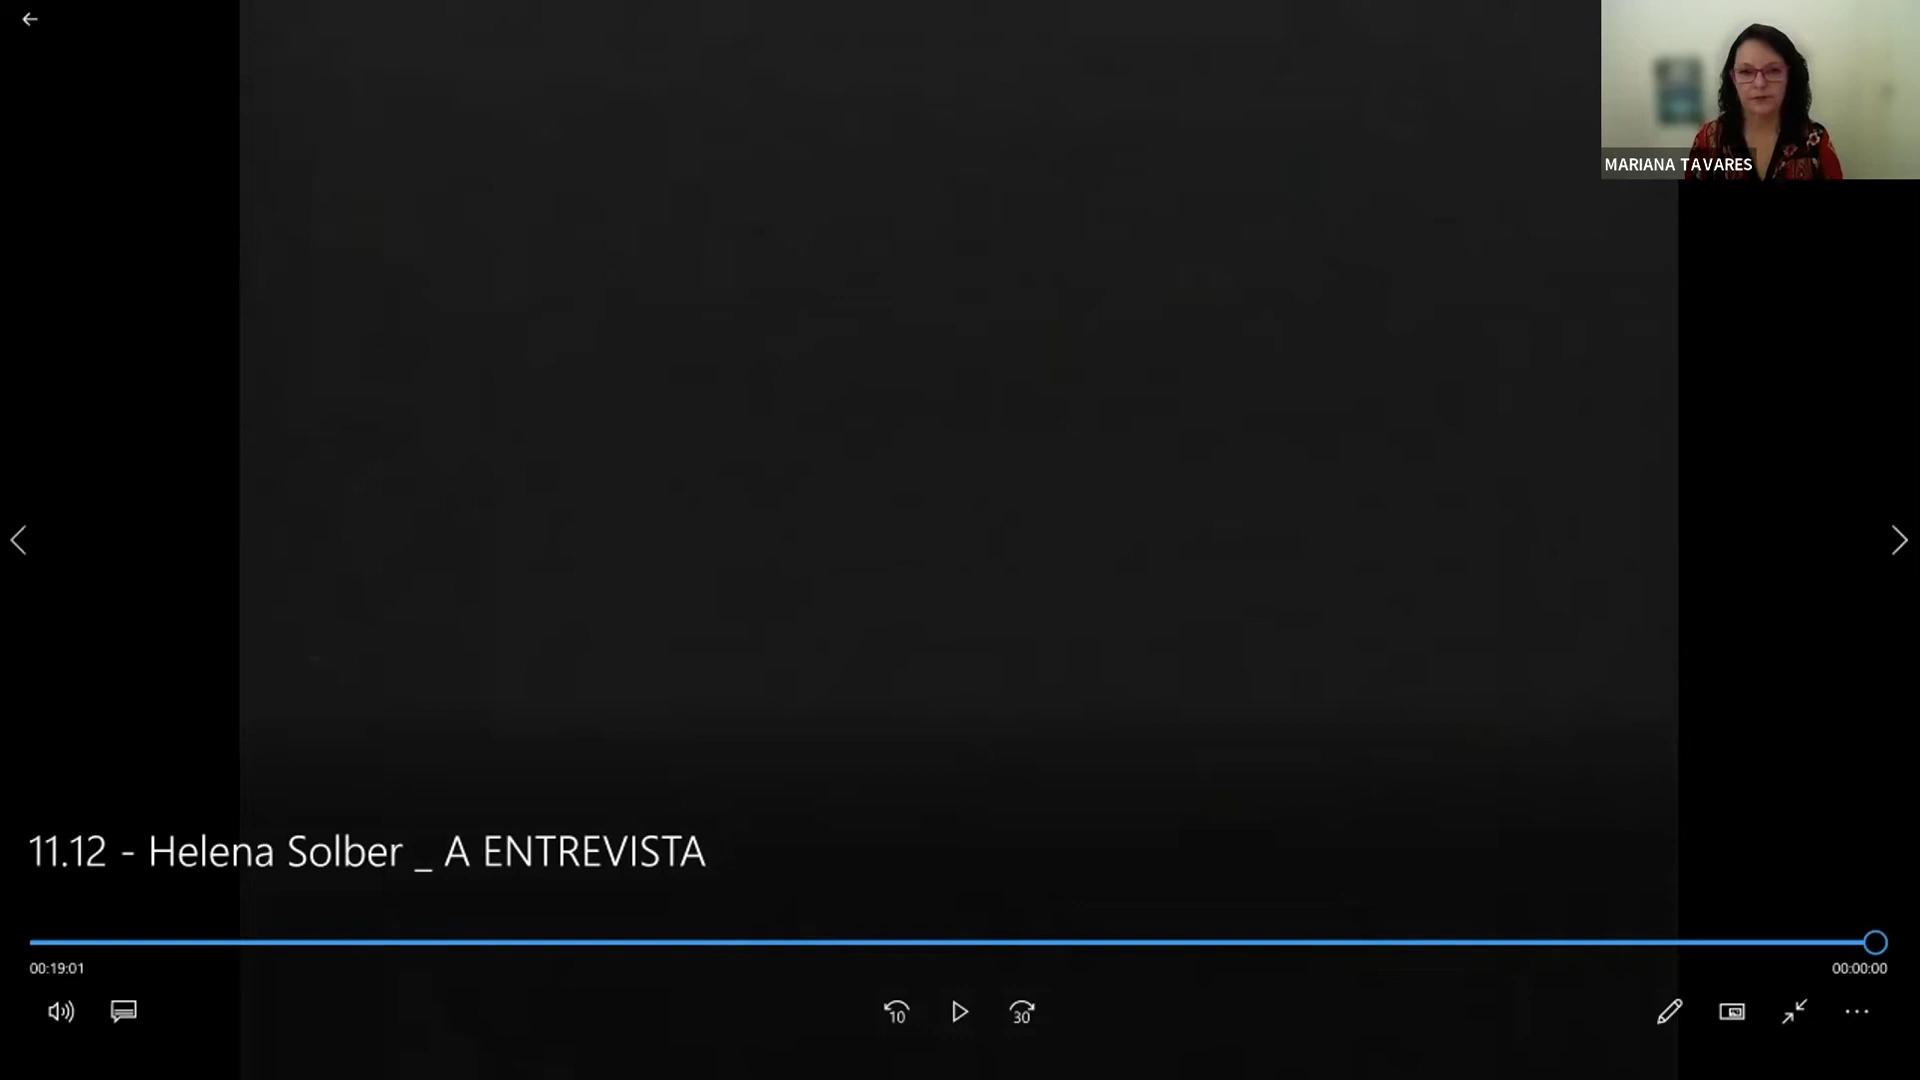 MARIANA TAVARES
11.12 - Helena Solber _ A ENTREVISTA
00:19:01
00:00:00
10
30